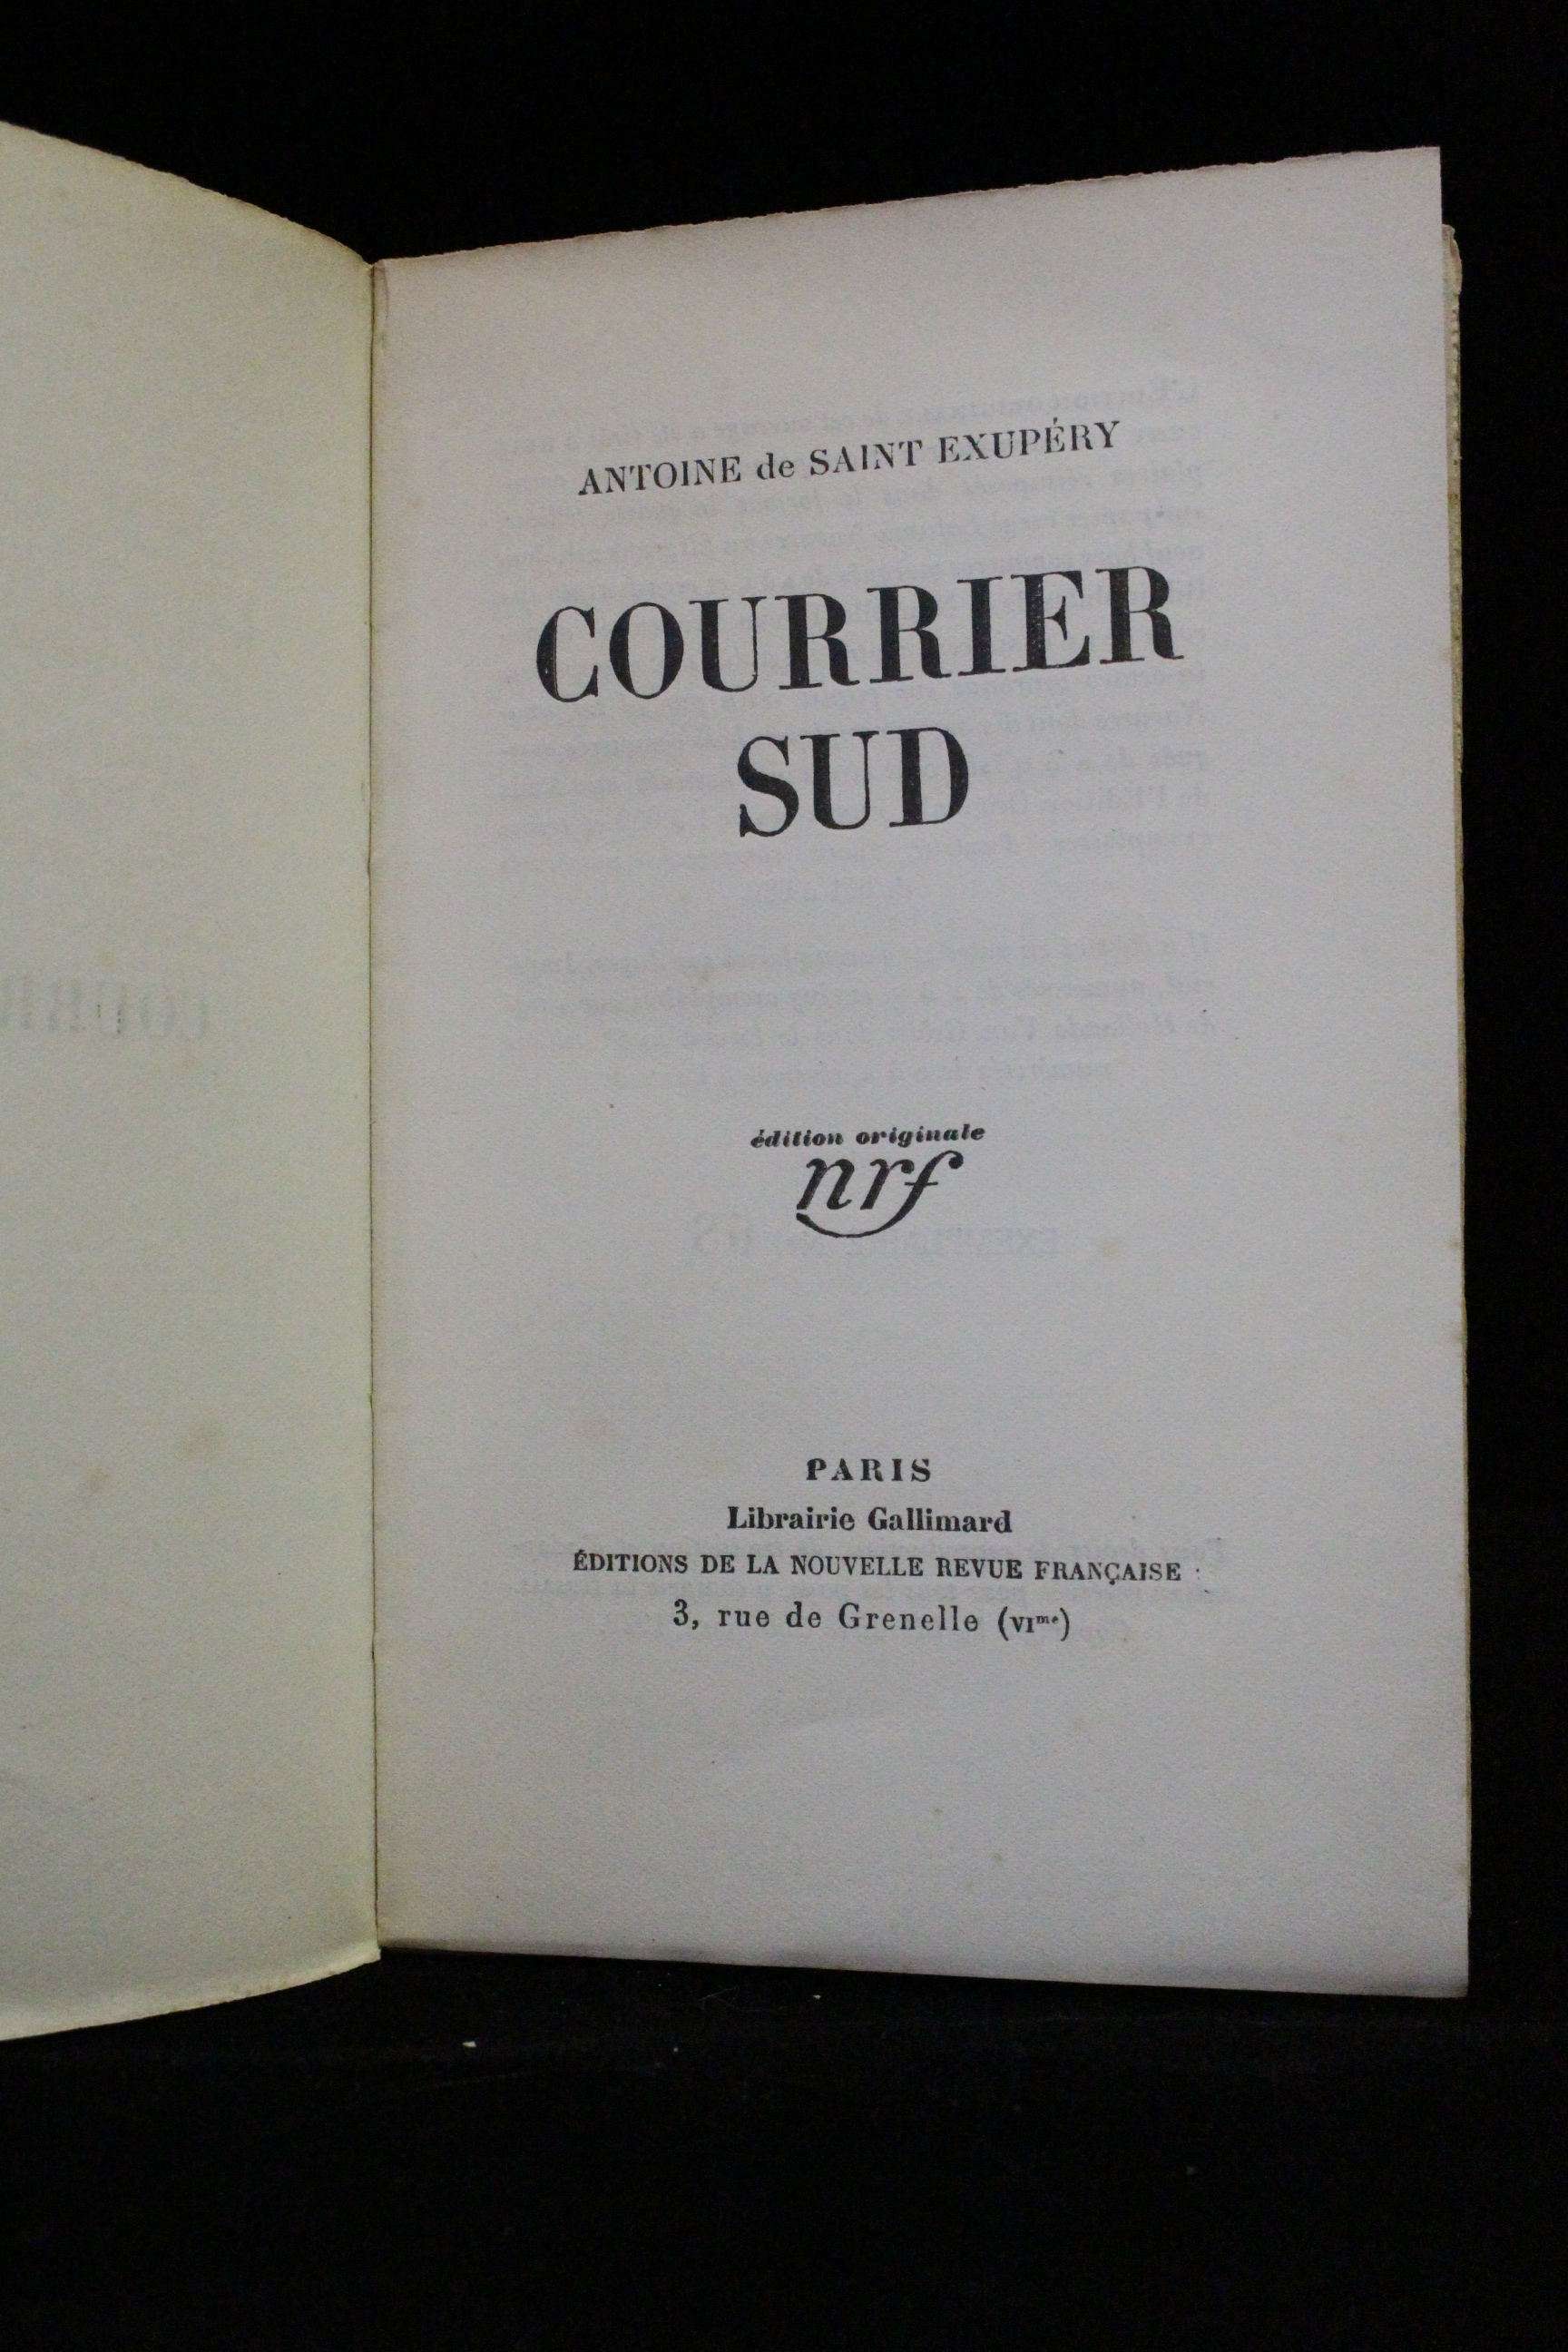 ANTOINE de SAINT EXUPÉRY
COURRIER
SUD
édition originale
nrf
PARIS
Librairie Gallimard
ÉDITIONS DE LA NOUVELLE REVUE FRANÇAISE
3, rue de Grenelle (VIme)